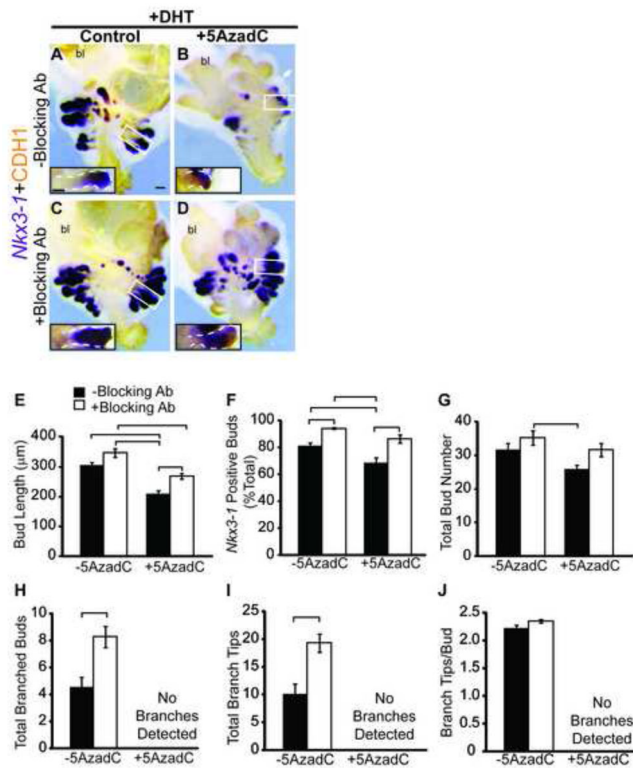 +DHT
Control +5AzadC
Nkx3-1+CDH1
-Blocking Ab
A bl
B bl
+Blocking Ab
C bl
D bl
-Blocking Ab
+Blocking Ab
E
Bud Length (µm)
400
300
200
100
0
-5AzadC +5AzadC
F
Nkx3-1 Positive Buds
(%Total)
100
80
60
40
20
0
-5AzadC +5AzadC
G
Total Bud Number
40
30
20
10
0
-5AzadC +5AzadC
H
Total Branched Buds
10
8
6
4
2
0
No
Branches
Detected
-5AzadC +5AzadC
I
Total Branch Tips
25
20
15
10
5
0
No
Branches
Detected
-5AzadC +5AzadC
J
Branch Tips/Bud
2.5
2.0
1.5
1.0
0.5
0
No
Branches
Detected
-5AzadC +5AzadC